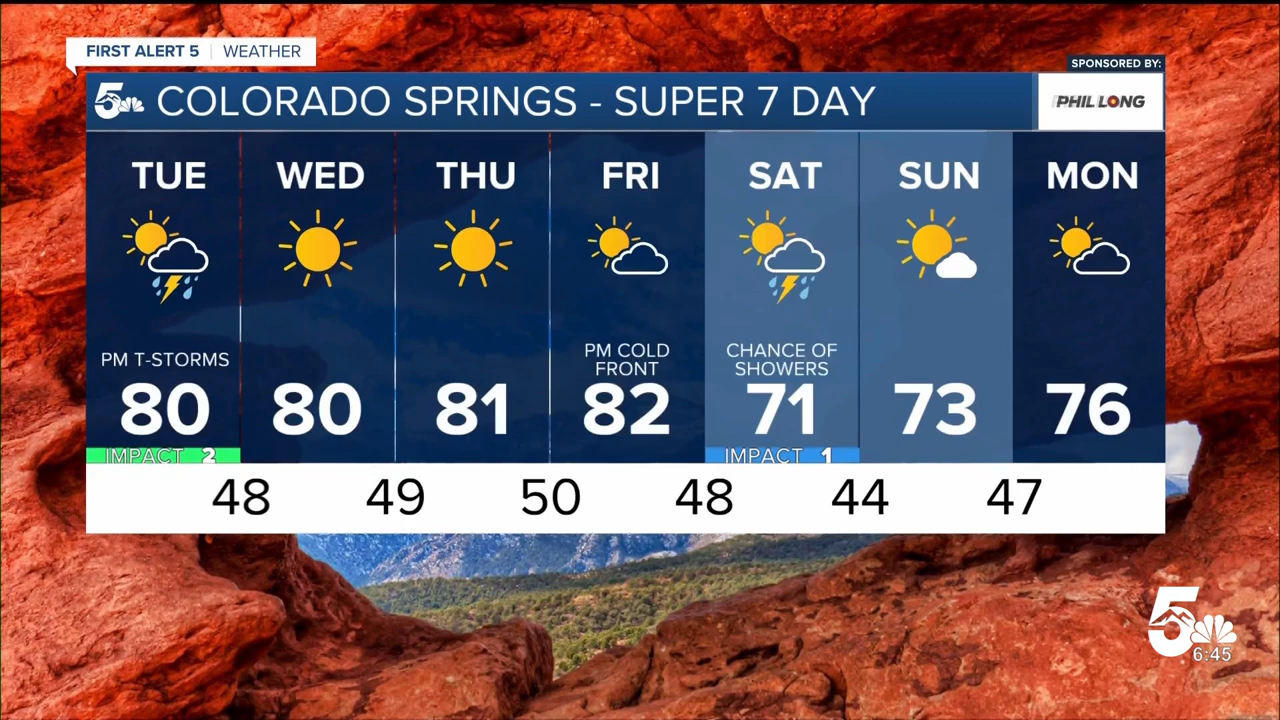 FIRST ALERT 5 | WEATHER
SPONSORED BY:
5 COLORADO SPRINGS - SUPER 7 DAY
PHIL LONG
TUE WED THU FRI SAT SUN MON
PM T-STORMS
PM COLD
FRONT
CHANCE OF
SHOWERS
80 80 81 82 71 73 76
IMPACT 2
IMPACT 1
48 49 50 48 44 47
5
6:45